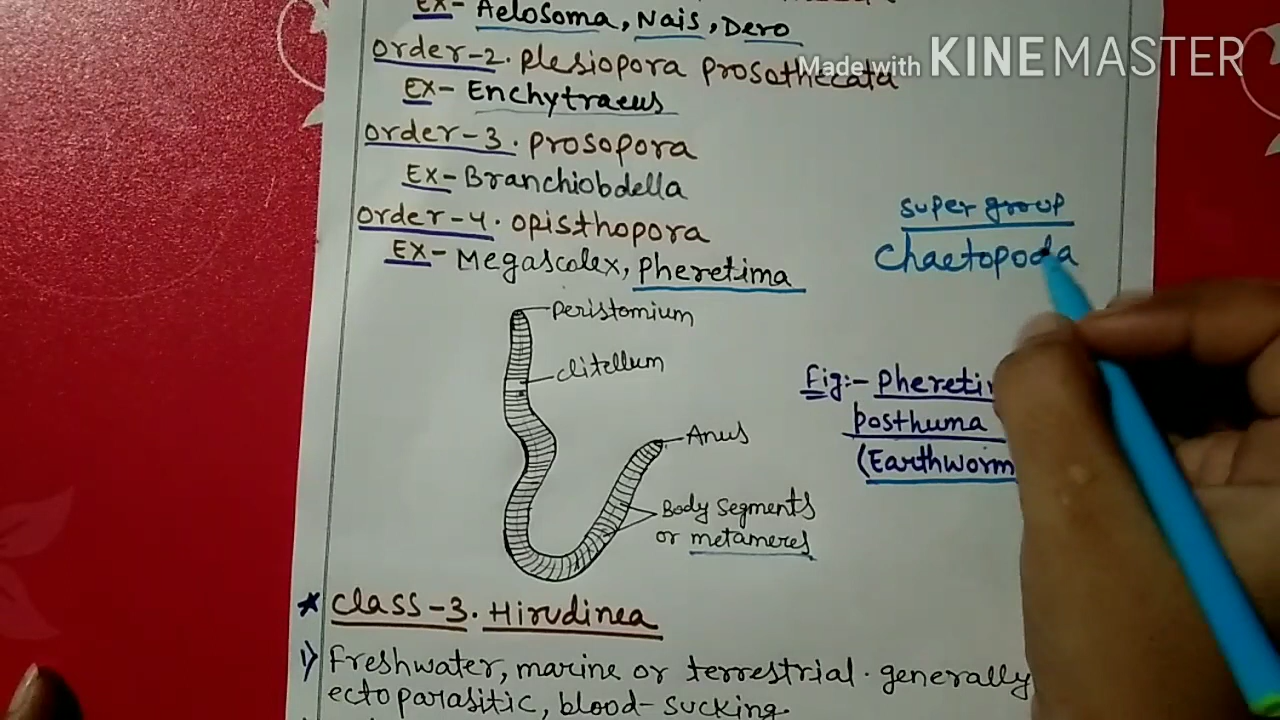 Ex- Aelosoma, Nais, Dero
Made with KINEMASTER
Order-2. Plesiopora prosothecata
Ex- Enchytraeus
Order-3. Prosopora
Ex- Branchiobdella
super group
Chaetopoda
Order-4. Opisthopora
Ex- Megascolex, Pheretima
Peristomium
Clitellum
Fig:- Phereti
posthuma
(Earthworm
Anus
Body segments
or metameres
* Class-3. Hirudinea
1) Freshwater, marine or terrestrial. generally
ectoparasitic, blood-sucking.